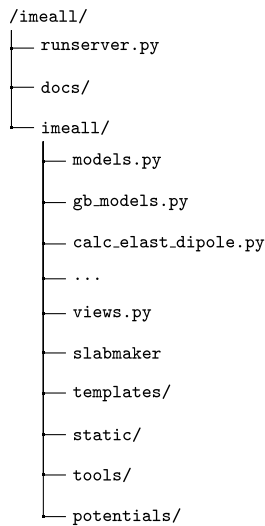 /imeall/
runserver.py
docs/
imeall/
models.py
gb_models.py
calc_elast_dipole.py
...
views.py
slabmaker
templates/
static/
tools/
potentials/